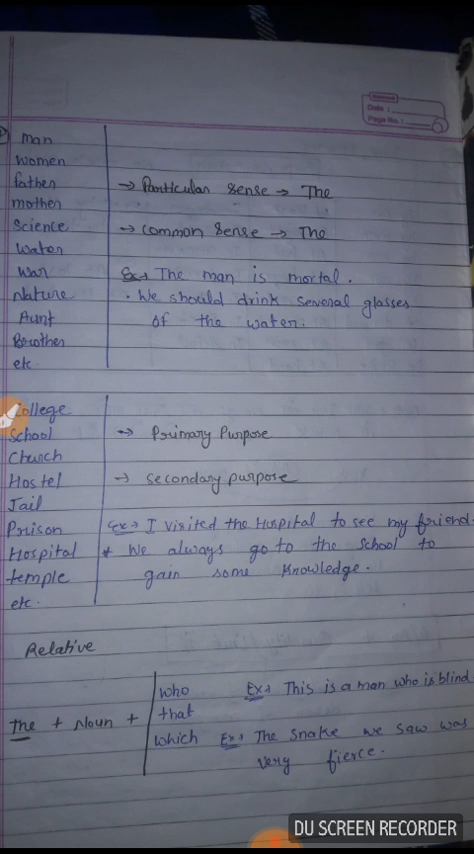 Date :
Page No. :
man
women
father → Particular Sense → The
mother
Science → Common Sense → The
water
War Ex → The man is mortal.
Nature · We should drink several glasses
Aunt of the water.
Brother
etc
College
School → Primary Purpose
Church
Hostel → Secondary purpose
Jail
Prison Ex → I visited the Hospital to see my friend.
Hospital * We always go to the School to
temple gain some Knowledge.
etc.
Relative
who Ex → This is a man who is blind
The + Noun + that
which Ex → The snake we saw was
very fierce.
DU SCREEN RECORDER